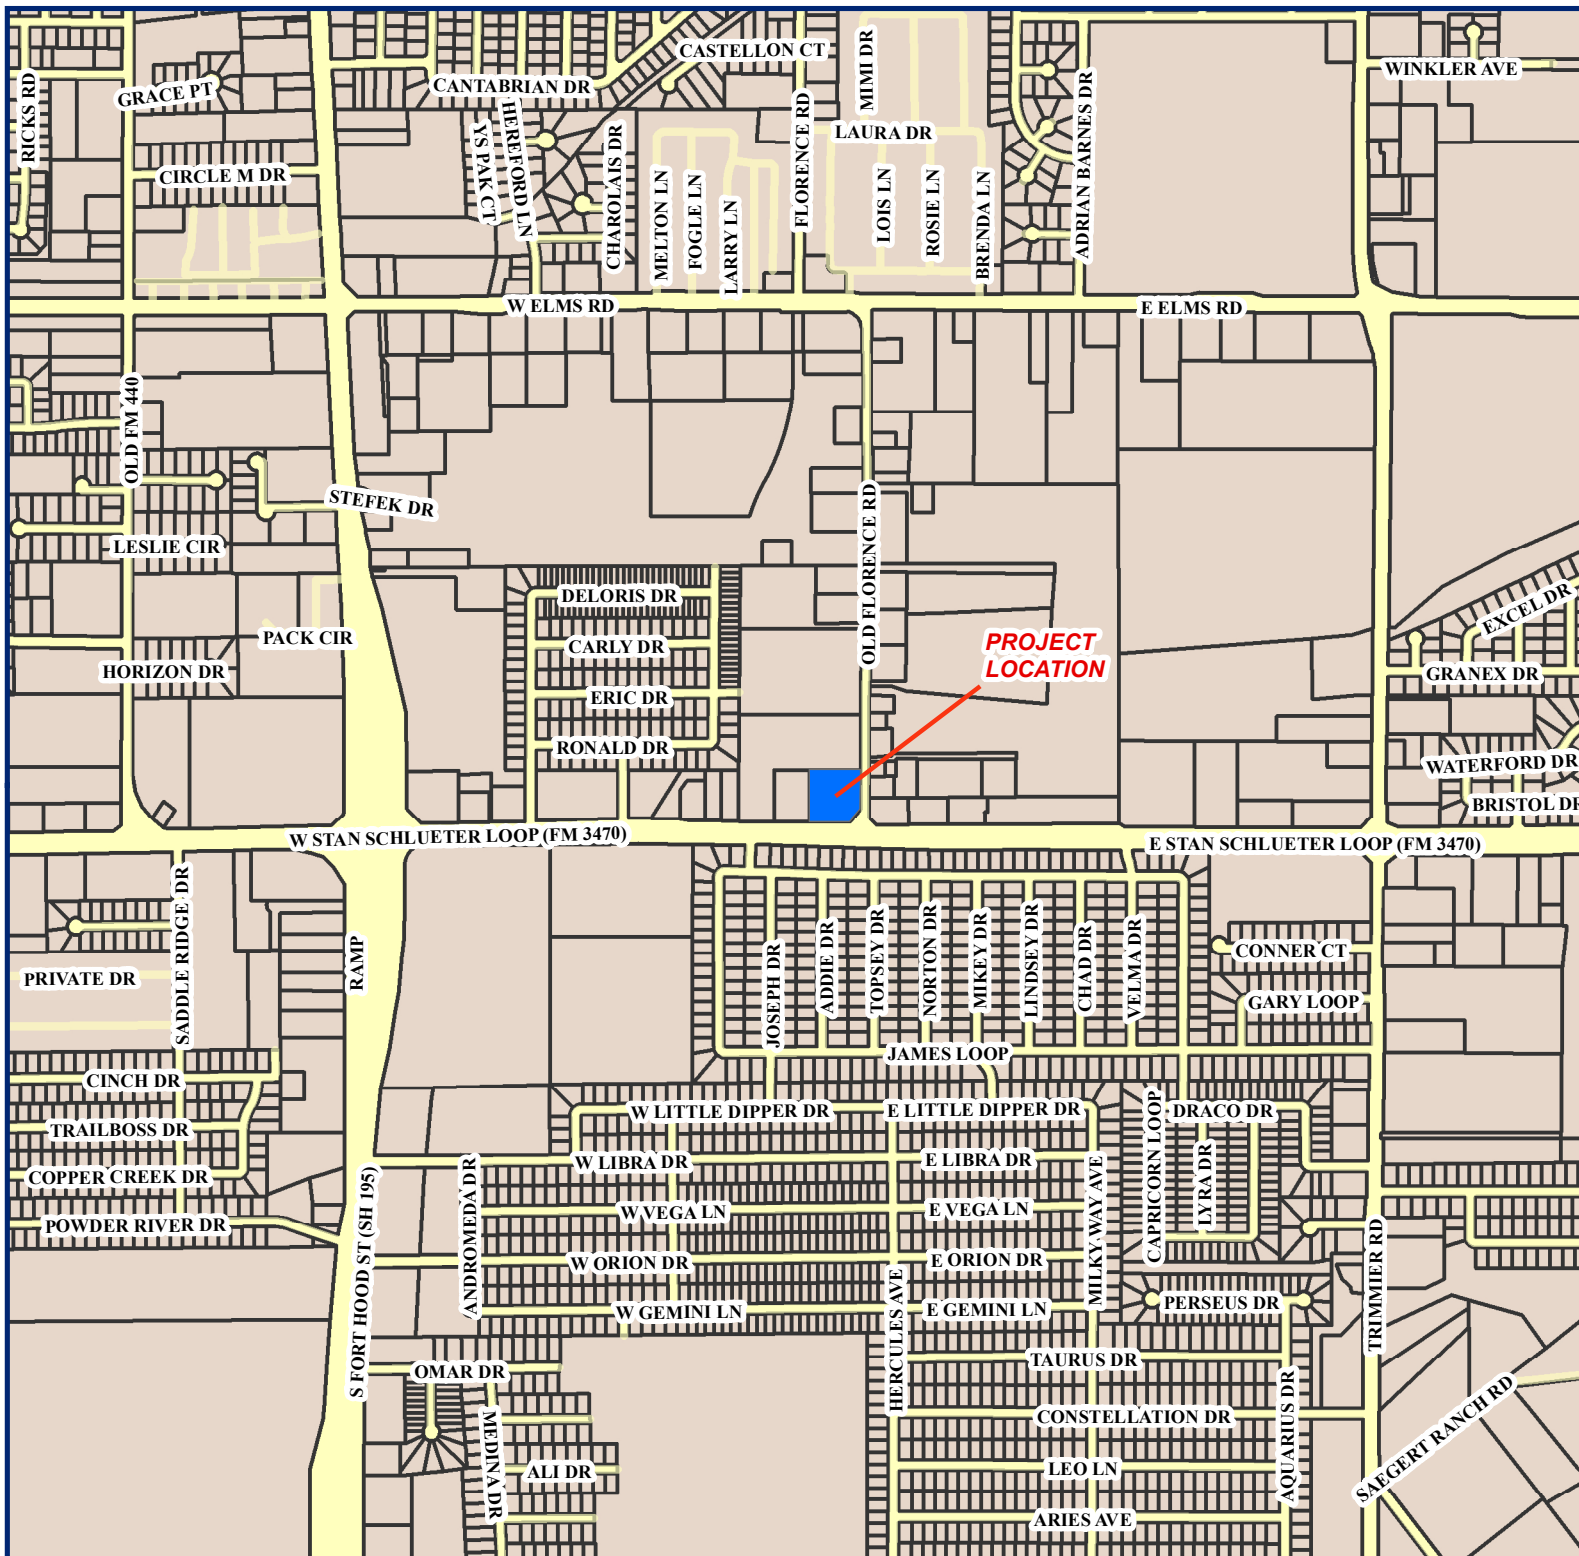 CASTELLON CT
WINKLER AVE
RICKS RD
GRACE PT
CANTABRIAN DR
MIMI DR
FLORENCE RD
LAURA DR
ADRIAN BARNES DR
HEREFORD LN
YS PAK CT
CHAROLAIS DR
CIRCLE M DR
MELTON LN
FOGLE LN
LARRY LN
LOIS LN
ROSIE LN
BRENDA LN
W ELMS RD
E ELMS RD
OLD FM 440
STEFEK DR
LESLIE CIR
OLD FLORENCE RD
DELORIS DR
EXCEL DR
PACK CIR
CARLY DR
PROJECT
LOCATION
HORIZON DR
GRANEX DR
ERIC DR
RONALD DR
WATERFORD DR
BRISTOL DR
W STAN SCHLUETER LOOP (FM 3470)
E STAN SCHLUETER LOOP (FM 3470)
SADDLE RIDGE DR
RAMP
PRIVATE DR
JOSEPH DR
ADDIE DR
TOPSEY DR
NORTON DR
MIKEY DR
LINDSEY DR
CHAD DR
VELMA DR
CONNER CT
GARY LOOP
JAMES LOOP
CINCH DR
W LITTLE DIPPER DR
E LITTLE DIPPER DR
CAPRICORN LOOP
DRACO DR
TRAILBOSS DR
W LIBRA DR
E LIBRA DR
COPPER CREEK DR
ANDROMEDA DR
MILKY WAY AVE
LYRA DR
W VEGA LN
E VEGA LN
POWDER RIVER DR
S FORT HOOD ST (SH 195)
W ORION DR
E ORION DR
TRIMMIER RD
HERCULES AVE
W GEMINI LN
E GEMINI LN
PERSEUS DR
OMAR DR
TAURUS DR
MEDINA DR
CONSTELLATION DR
AQUARIUS DR
SAEGERT RANCH RD
ALI DR
LEO LN
ARIES AVE